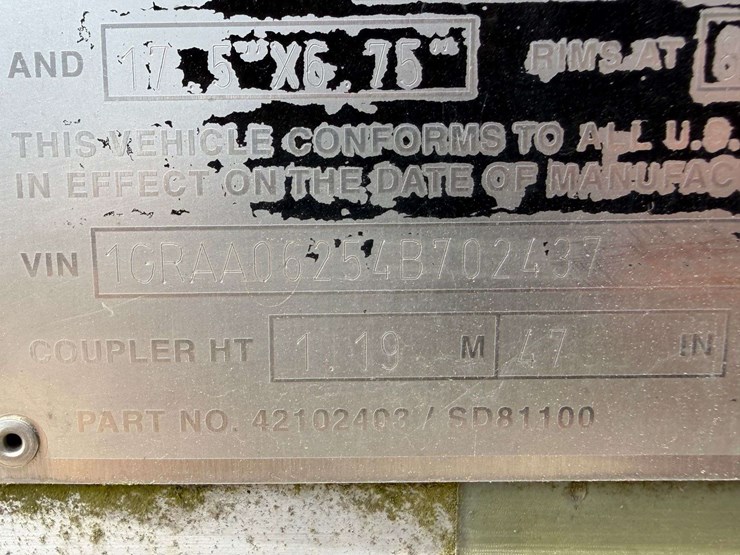 AND 17.5"X6.75" RIMS AT
THIS VEHICLE CONFORMS TO ALL U.S.
IN EFFECT ON THE DATE OF MANUFAC
VIN 1GRAA06254B702437
COUPLER HT 1.19 M 47 IN
PART NO. 42102403 / SD81100